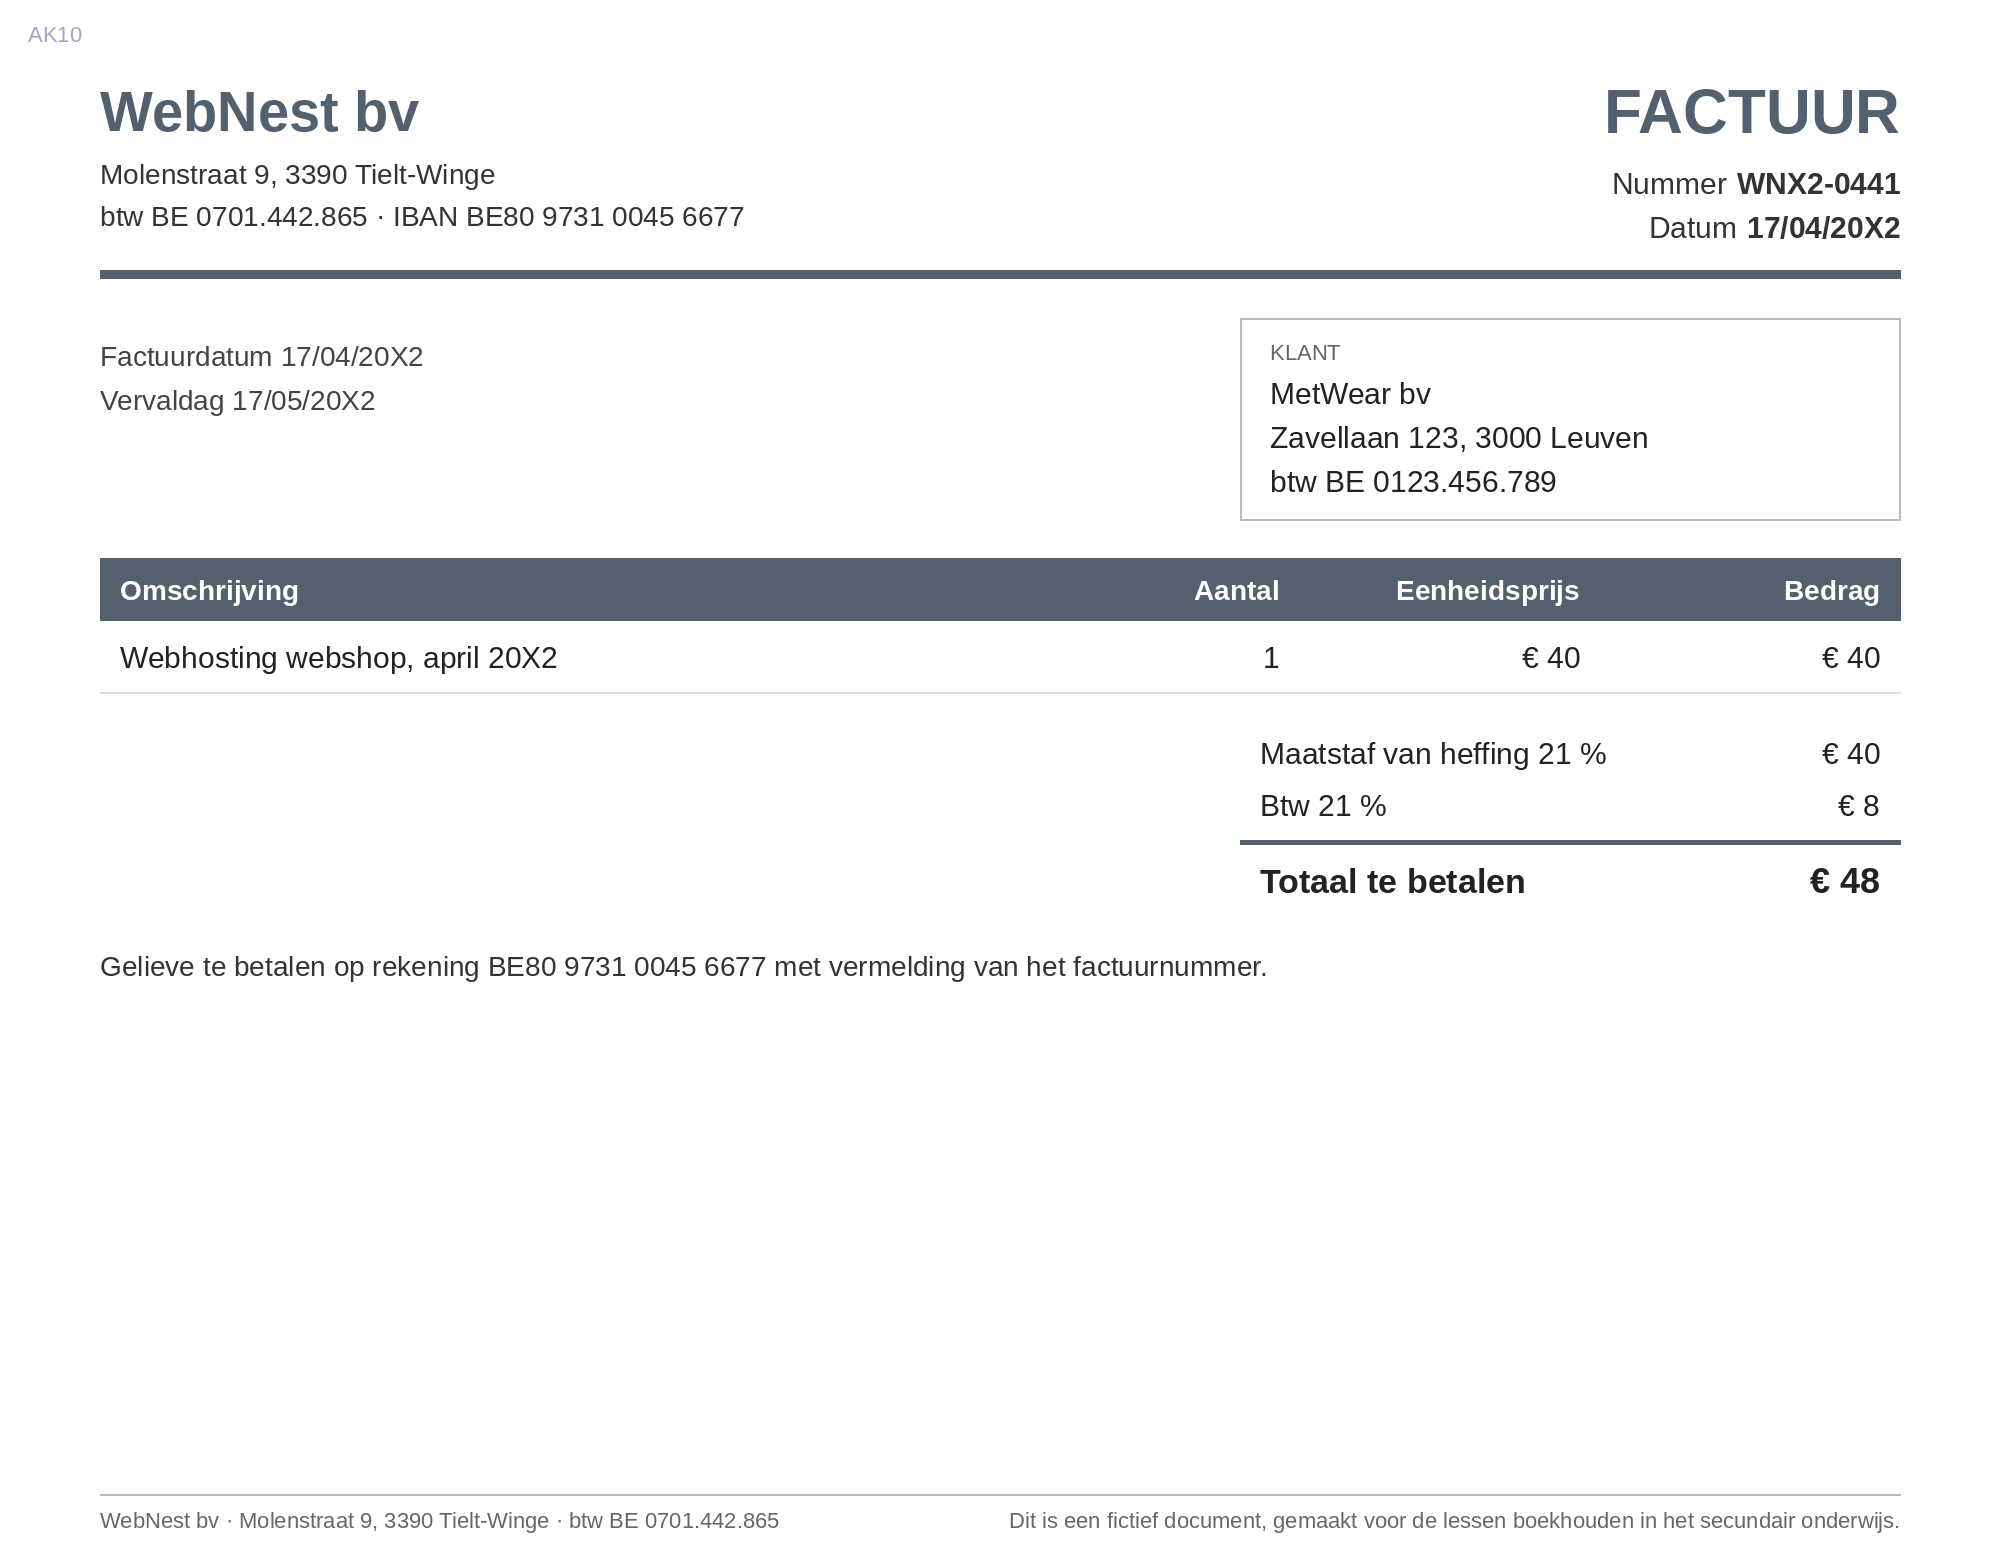 AK10
WebNest bv
Molenstraat 9, 3390 Tielt-Winge
btw BE 0701.442.865 · IBAN BE80 9731 0045 6677
FACTUUR
Nummer WNX2-0441
Datum 17/04/20X2
Factuurdatum 17/04/20X2
Vervaldag 17/05/20X2
KLANT
MetWear bv
Zavellaan 123, 3000 Leuven
btw BE 0123.456.789
Omschrijving Aantal Eenheidsprijs Bedrag
Webhosting webshop, april 20X2 1 € 40 € 40
Maatstaf van heffing 21 % € 40
Btw 21 % € 8
Totaal te betalen € 48
Gelieve te betalen op rekening BE80 9731 0045 6677 met vermelding van het factuurnummer.
WebNest bv · Molenstraat 9, 3390 Tielt-Winge · btw BE 0701.442.865
Dit is een fictief document, gemaakt voor de lessen boekhouden in het secundair onderwijs.